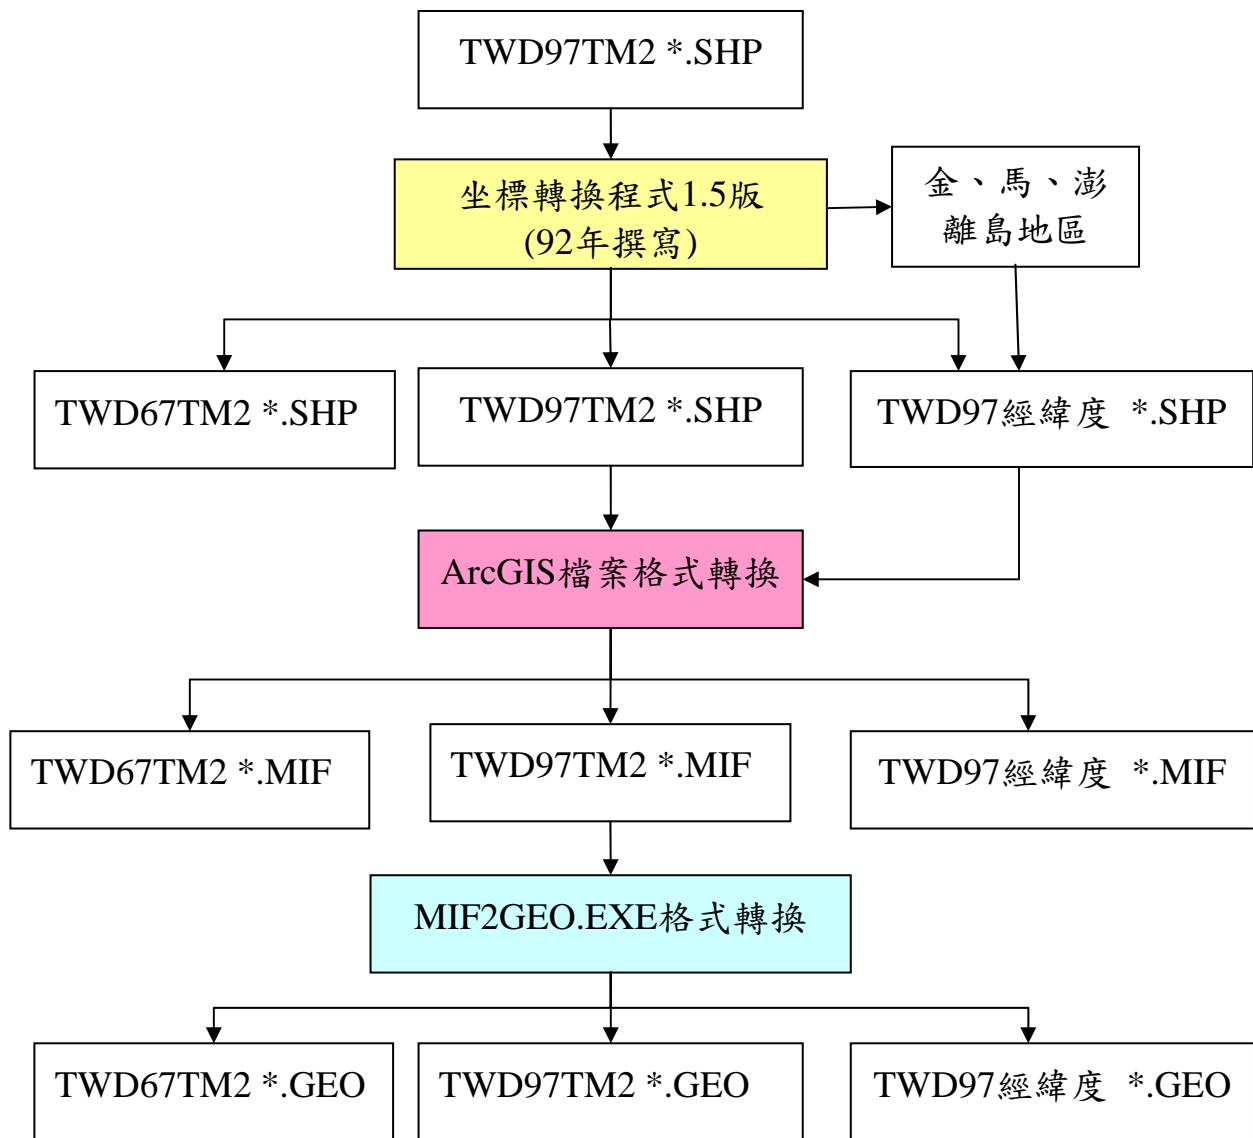 TWD97TM2 *.SHP
坐標轉換程式1.5版
(92年撰寫)
金、馬、澎
離島地區
TWD67TM2 *.SHP
TWD97TM2 *.SHP
TWD97經緯度 *.SHP
ArcGIS檔案格式轉換
TWD67TM2 *.MIF
TWD97TM2 *.MIF
TWD97經緯度 *.MIF
MIF2GEO.EXE格式轉換
TWD67TM2 *.GEO
TWD97TM2 *.GEO
TWD97經緯度 *.GEO